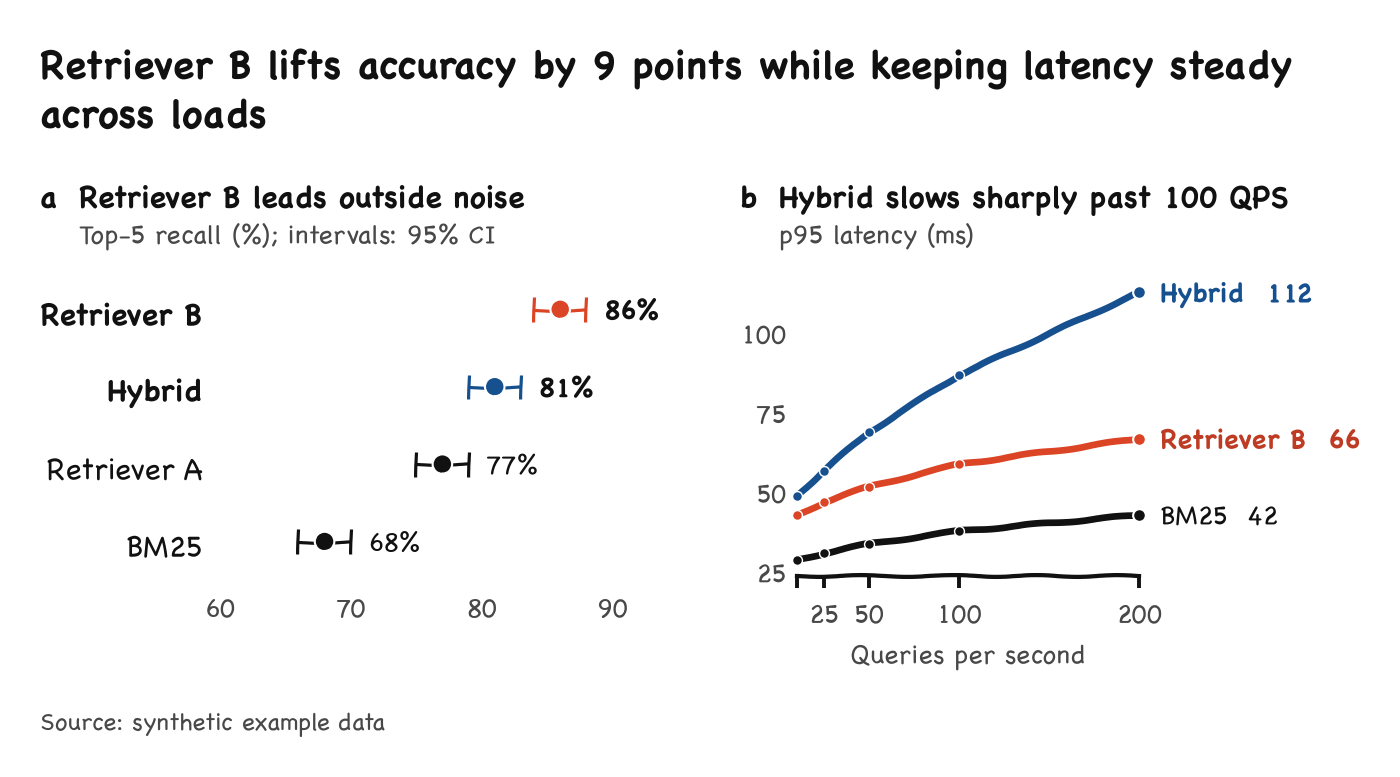 Retriever B lifts accuracy by 9 points while keeping latency steady
across loads
a Retriever B leads outside noise
Top-5 recall (%); intervals: 95% CI
Retriever B 86%
Hybrid 81%
Retriever A 77%
BM25 68%
60 70 80 90
b Hybrid slows sharply past 100 QPS
p95 latency (ms)
Hybrid 112
100
75
Retriever B 66
50
BM25 42
25
25 50 100 200
Queries per second
Source: synthetic example data